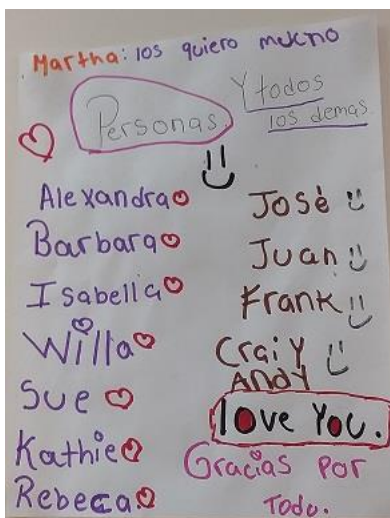 Martha: los quiero mucho
Personas. Y todos
los demas.
Alexandra
Barbara
Isabella
Willa
Sue
Kathie
Rebeca.
José
Juan
Frank
Craiy
ANdY
love You.
Gracias por
Todo.